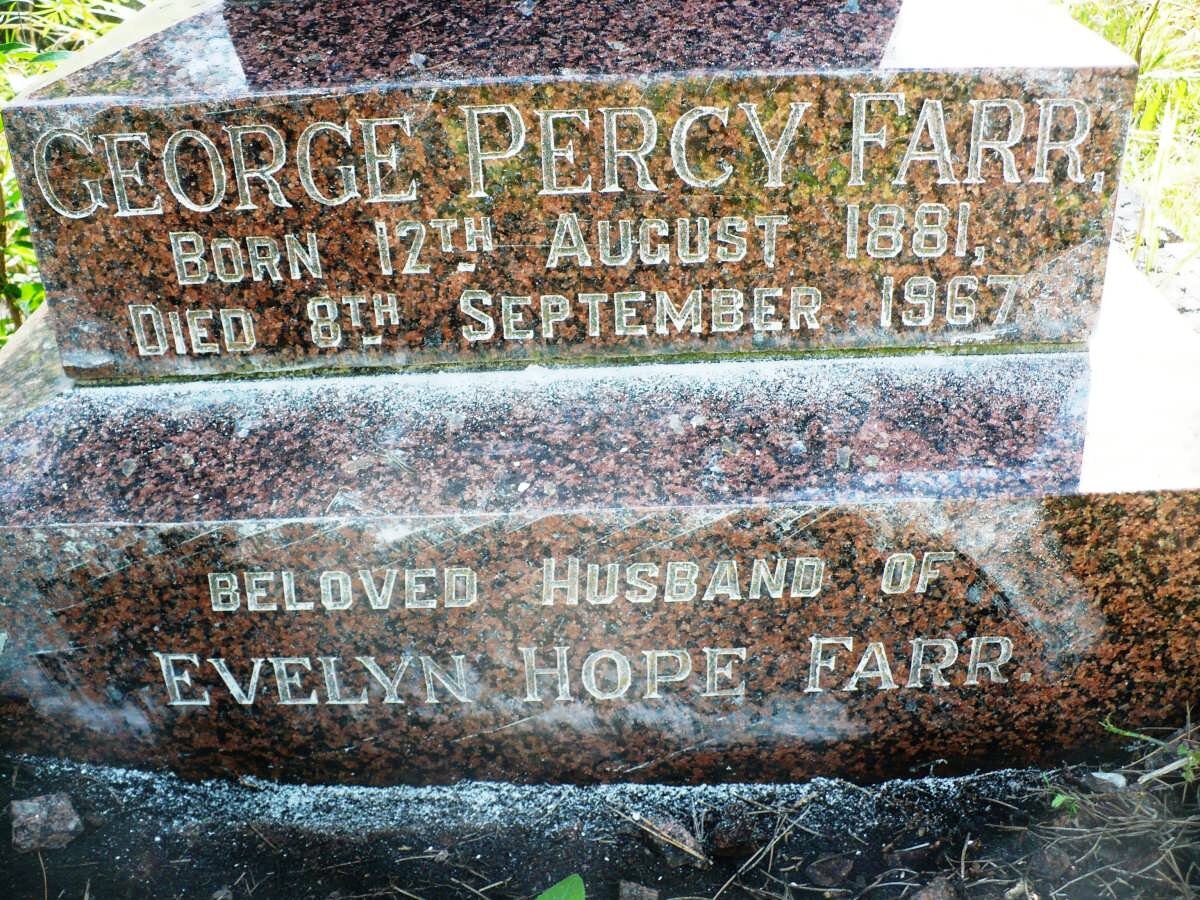 GEORGE PERCY FARR,
BORN 12TH AUGUST 1881,
DIED 8TH SEPTEMBER 1967
BELOVED HUSBAND OF
EVELYN HOPE FARR.